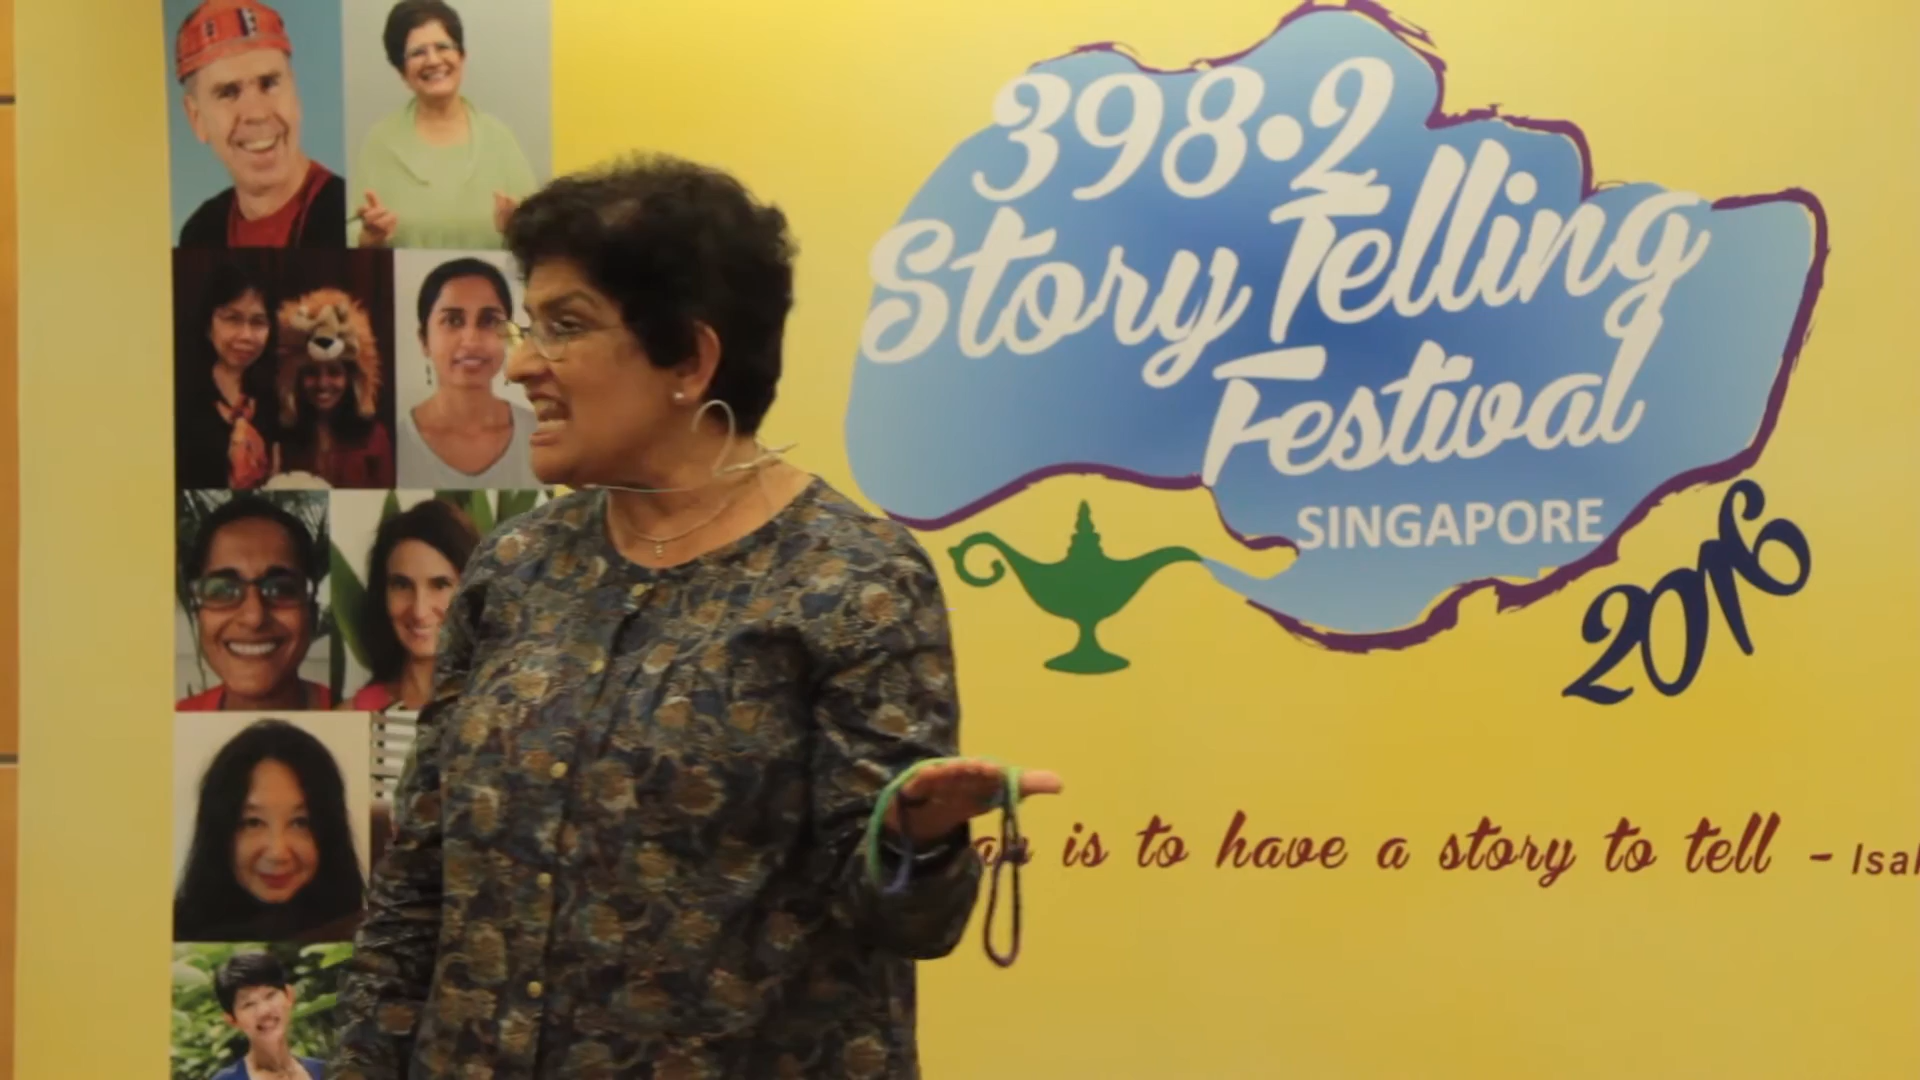 398.2
Story Telling
Festival
SINGAPORE
2016
is to have a story to tell -